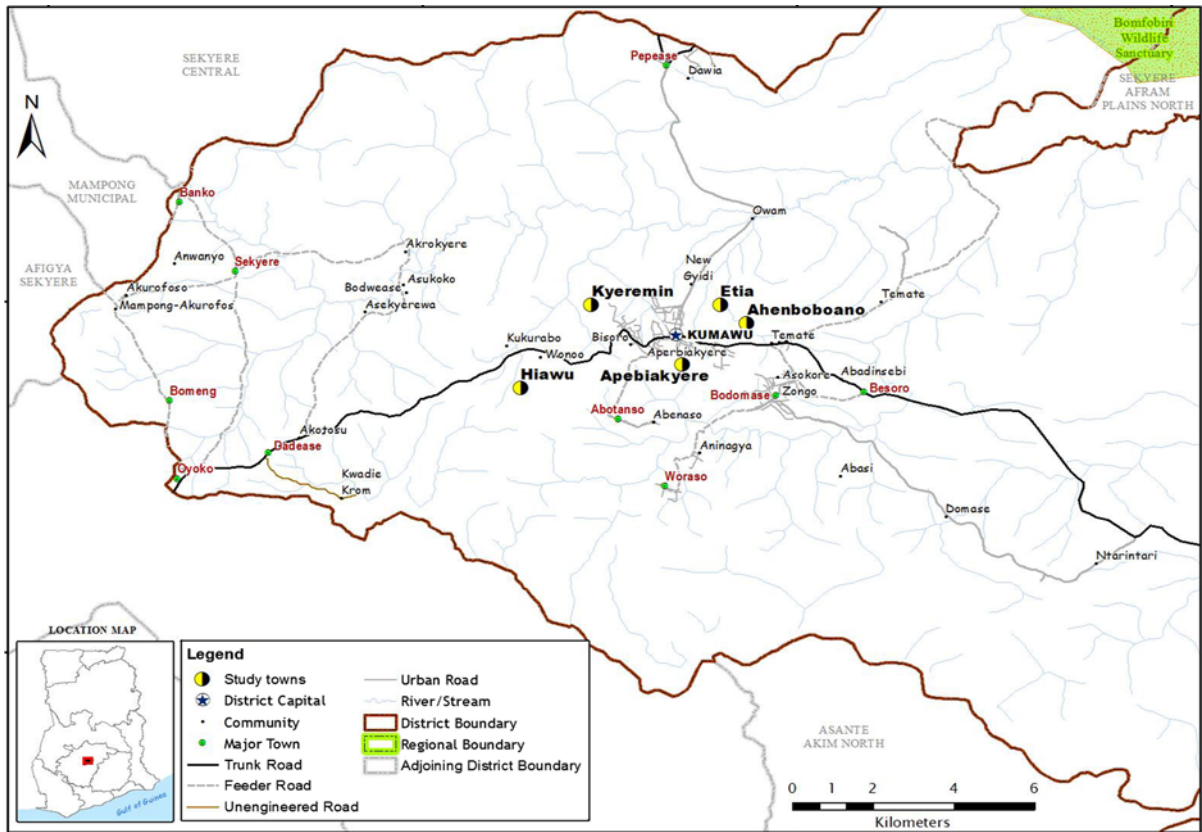 Bomfobiri
Wildlife
Sanctuary
SEKYERE
CENTRAL
Pepease
Dawia
SEKYERE
AFRAM
PLAINS NORTH
N
MAMPONG
MUNICIPAL
Banko
Owam
Anwanyo
Sekyere
Akrokyere
AFIGYA
SEKYERE
Akurofoso
Mampong-Akurofos
Bodwease
Asukoko
Asekyerewa
New
Gyidi
Kyeremin
Etia
Ahenboboano
Temate
Kukurabo
Wonoo
Bisoro
KUMAWU
Temate
Aperbiakyere
Hiawu
Apebiakyere
Asokore
Zongo
Abadinsebi
Besoro
Bodomase
Bomeng
Abotanso
Abenaso
Akotosu
Dadease
Aninagya
Oyoko
Kwadie
Krom
Woraso
Abasi
Domase
Ntarintari
LOCATION MAP
Gulf of Guinea
Legend
Study towns
District Capital
Community
Major Town
Trunk Road
Feeder Road
Unengineered Road
Urban Road
River/Stream
District Boundary
Regional Boundary
Adjoining District Boundary
ASANTE
AKIM NORTH
0 2 4 6
Kilometers